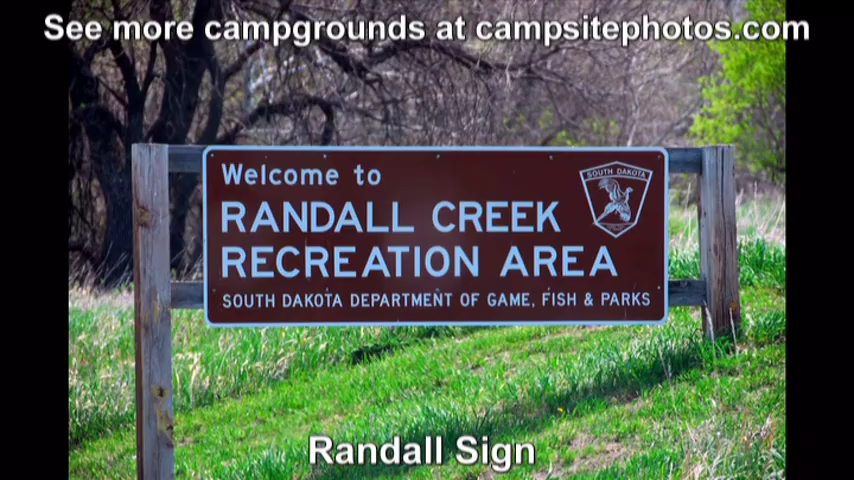 See more campgrounds at campsitephotos.com
Welcome to
SOUTH DAKOTA
RANDALL CREEK
RECREATION AREA
SOUTH DAKOTA DEPARTMENT OF GAME, FISH & PARKS
Randall Sign